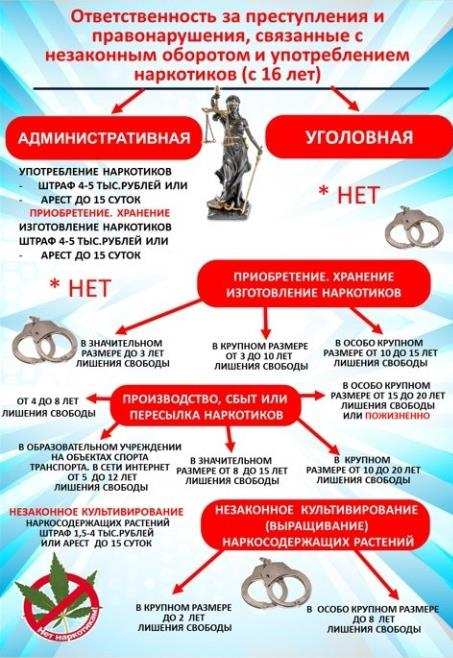 Ответственность за преступления и
правонарушения, связанные с
незаконным оборотом и употреблением
наркотиков (с 16 лет)
АДМИНИСТРАТИВНАЯ
УГОЛОВНАЯ
УПОТРЕБЛЕНИЕ НАРКОТИКОВ
- ШТРАФ 4-5 ТЫС.РУБЛЕЙ ИЛИ
- АРЕСТ ДО 15 СУТОК
ПРИОБРЕТЕНИЕ. ХРАНЕНИЕ
ИЗГОТОВЛЕНИЕ НАРКОТИКОВ
ШТРАФ 4-5 ТЫС.РУБЛЕЙ ИЛИ
- АРЕСТ ДО 15 СУТОК
* НЕТ
* НЕТ
ПРИОБРЕТЕНИЕ. ХРАНЕНИЕ
ИЗГОТОВЛЕНИЕ НАРКОТИКОВ
В ЗНАЧИТЕЛЬНОМ
РАЗМЕРЕ ДО 3 ЛЕТ
ЛИШЕНИЯ СВОБОДЫ
В КРУПНОМ РАЗМЕРЕ
ОТ 3 ДО 10 ЛЕТ
ЛИШЕНИЯ СВОБОДЫ
В ОСОБО КРУПНОМ
РАЗМЕРЕ ОТ 10 ДО 15 ЛЕТ
ЛИШЕНИЯ СВОБОДЫ
ПРОИЗВОДСТВО, СБЫТ ИЛИ
ПЕРЕСЫЛКА НАРКОТИКОВ
ОТ 4 ДО 8 ЛЕТ
ЛИШЕНИЯ СВОБОДЫ
В ОСОБО КРУПНОМ
РАЗМЕРЕ ОТ 15 ДО 20 ЛЕТ
ЛИШЕНИЯ СВОБОДЫ
ИЛИ ПОЖИЗНЕННО
В ОБРАЗОВАТЕЛЬНОМ УЧРЕЖДЕНИИ
НА ОБЪЕКТАХ СПОРТА
ТРАНСПОРТА. В СЕТИ ИНТЕРНЕТ
ОТ 5 ДО 12 ЛЕТ
ЛИШЕНИЯ СВОБОДЫ
В ЗНАЧИТЕЛЬНОМ
РАЗМЕРЕ ОТ 8 ДО 15 ЛЕТ
ЛИШЕНИЯ СВОБОДЫ
В КРУПНОМ
РАЗМЕРЕ ОТ 10 ДО 20 ЛЕТ
ЛИШЕНИЯ СВОБОДЫ
НЕЗАКОННОЕ КУЛЬТИВИРОВАНИЕ
НАРКОСОДЕРЖАЩИХ РАСТЕНИЙ
ШТРАФ 1,5-4 ТЫС.РУБЛЕЙ
ИЛИ АРЕСТ ДО 15 СУТОК
НЕЗАКОННОЕ КУЛЬТИВИРОВАНИЕ
(ВЫРАЩИВАНИЕ)
НАРКОСОДЕРЖАЩИХ РАСТЕНИЙ
Нет наркотикам!
В КРУПНОМ РАЗМЕРЕ
ДО 2 ЛЕТ
ЛИШЕНИЯ СВОБОДЫ
В ОСОБО КРУПНОМ РАЗМЕРЕ
ДО 8 ЛЕТ
ЛИШЕНИЯ СВОБОДЫ